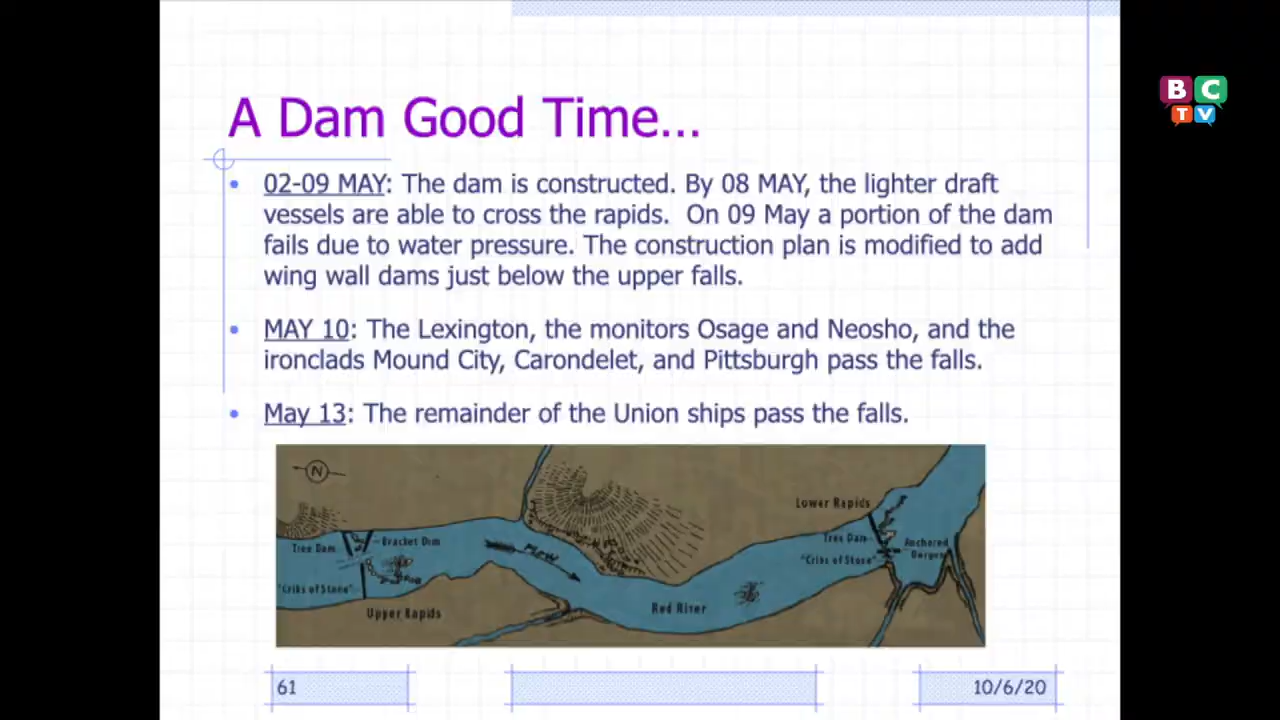 B C
T V
A Dam Good Time...
• 02-09 MAY: The dam is constructed. By 08 MAY, the lighter draft
vessels are able to cross the rapids. On 09 May a portion of the dam
fails due to water pressure. The construction plan is modified to add
wing wall dams just below the upper falls.
• MAY 10: The Lexington, the monitors Osage and Neosho, and the
ironclads Mound City, Carondelet, and Pittsburgh pass the falls.
• May 13: The remainder of the Union ships pass the falls.
N
Lower Rapids
Tree Dam
Bracket Dam
Flow
Tree Dam
Anchored
Barges
"Cribs of Stone"
"Cribs of Stone"
Upper Rapids
Red River
61
10/6/20